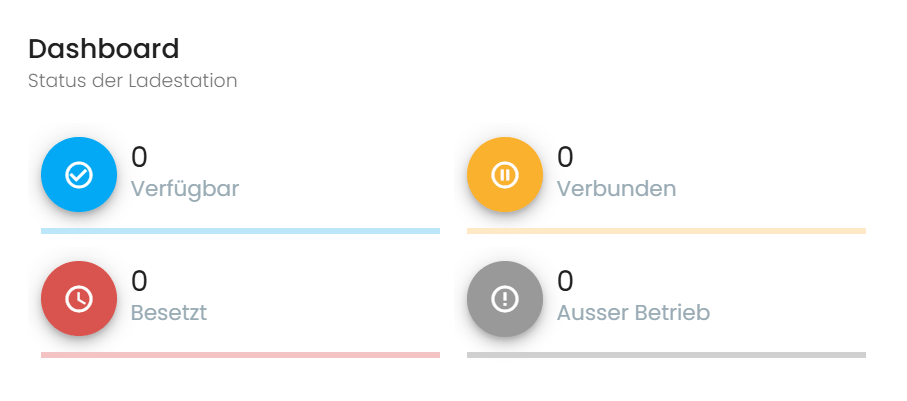 Dashboard
Status der Ladestation
0
Verfügbar
0
Verbunden
0
Besetzt
0
Ausser Betrieb